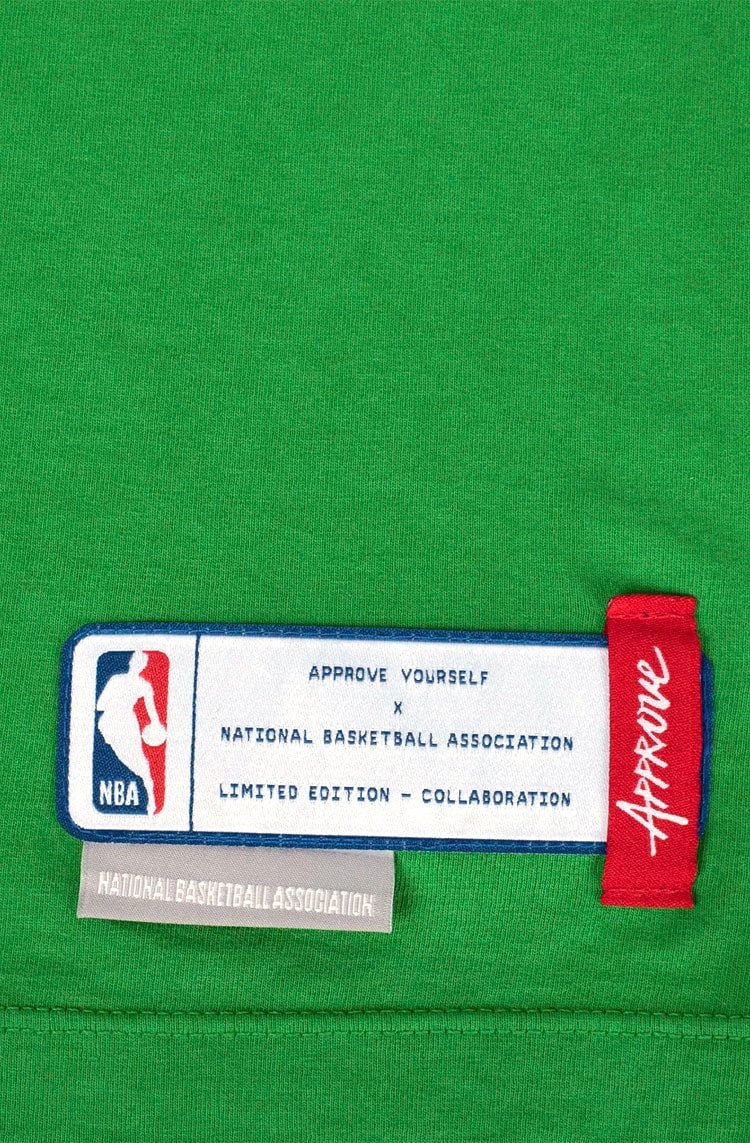 APPROVE YOURSELF
X
NATIONAL BASKETBALL ASSOCIATION
LIMITED EDITION – COLLABORATION
NBA
APPROVE
NATIONAL BASKETBALL ASSOCIATION